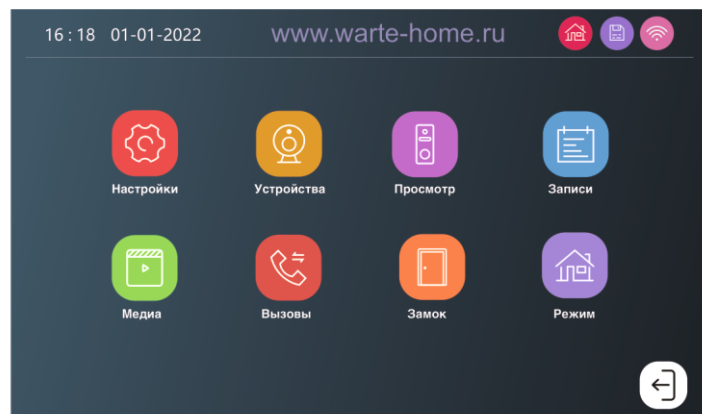 16 : 18 01-01-2022 www.warte-home.ru
Настройки Устройства Просмотр Записи
Медиа Вызовы Замок Режим